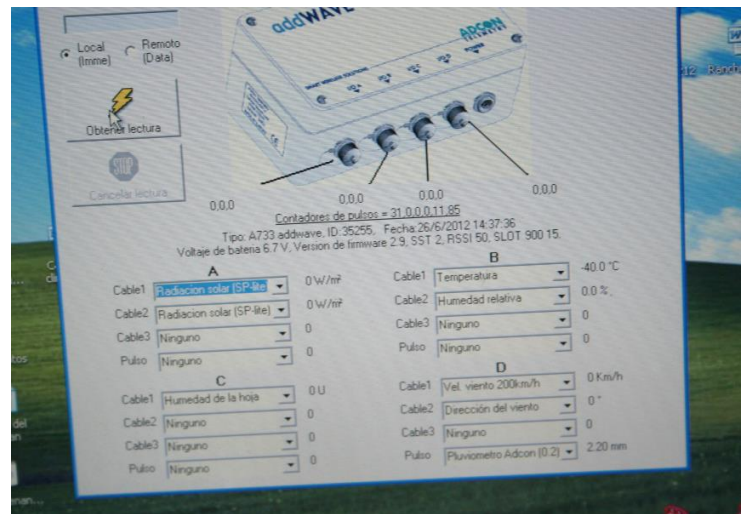 addWAVE
ADCON
TELEMETRY
POWER
Local
(Imme)
Remoto
(Data)
Obtener lectura
STOP
Cancelar lectura
0,0,0
0,0,0
0,0,0
0,0,0
Contadores de pulsos = 31,0,0,0,11,85
Tipo: A733 addwave, ID:35255, Fecha:26/6/2012 14:37:36
Voltaje de bateria 6.7 V, Version de firmware 2.9, SST 2, RSSI 50, SLOT 900 15,
A
Cable1 Radiacion solar (SP-lite) 0 W/m²
Cable2 Radiacion solar (SP-lite) 0 W/m²
Cable3 Ninguno 0
Pulso Ninguno 0
B
Cable1 Temperatura -40.0 °C
Cable2 Humedad relativa 0.0 %
Cable3 Ninguno 0
Pulso Ninguno 0
C
Cable1 Humedad de la hoja 0 U
Cable2 Ninguno 0
Cable3 Ninguno 0
Pulso Ninguno 0
D
Cable1 Vel. viento 200km/h 0 Km/h
Cable2 Dirección del viento 0 °
Cable3 Ninguno 0
Pulso Pluviometro Adcon (0.2) 2.20 mm